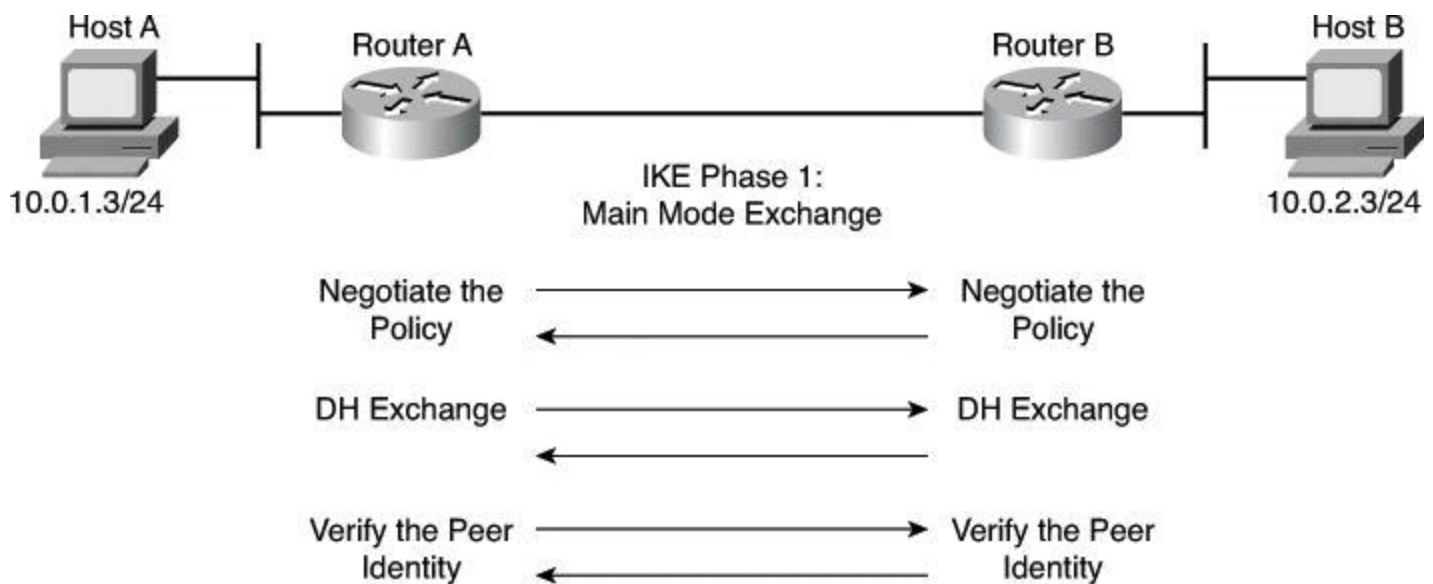 Host A
Router A
Router B
Host B
10.0.1.3/24
10.0.2.3/24
IKE Phase 1:
Main Mode Exchange
Negotiate the
Policy
Negotiate the
Policy
DH Exchange
DH Exchange
Verify the Peer
Identity
Verify the Peer
Identity